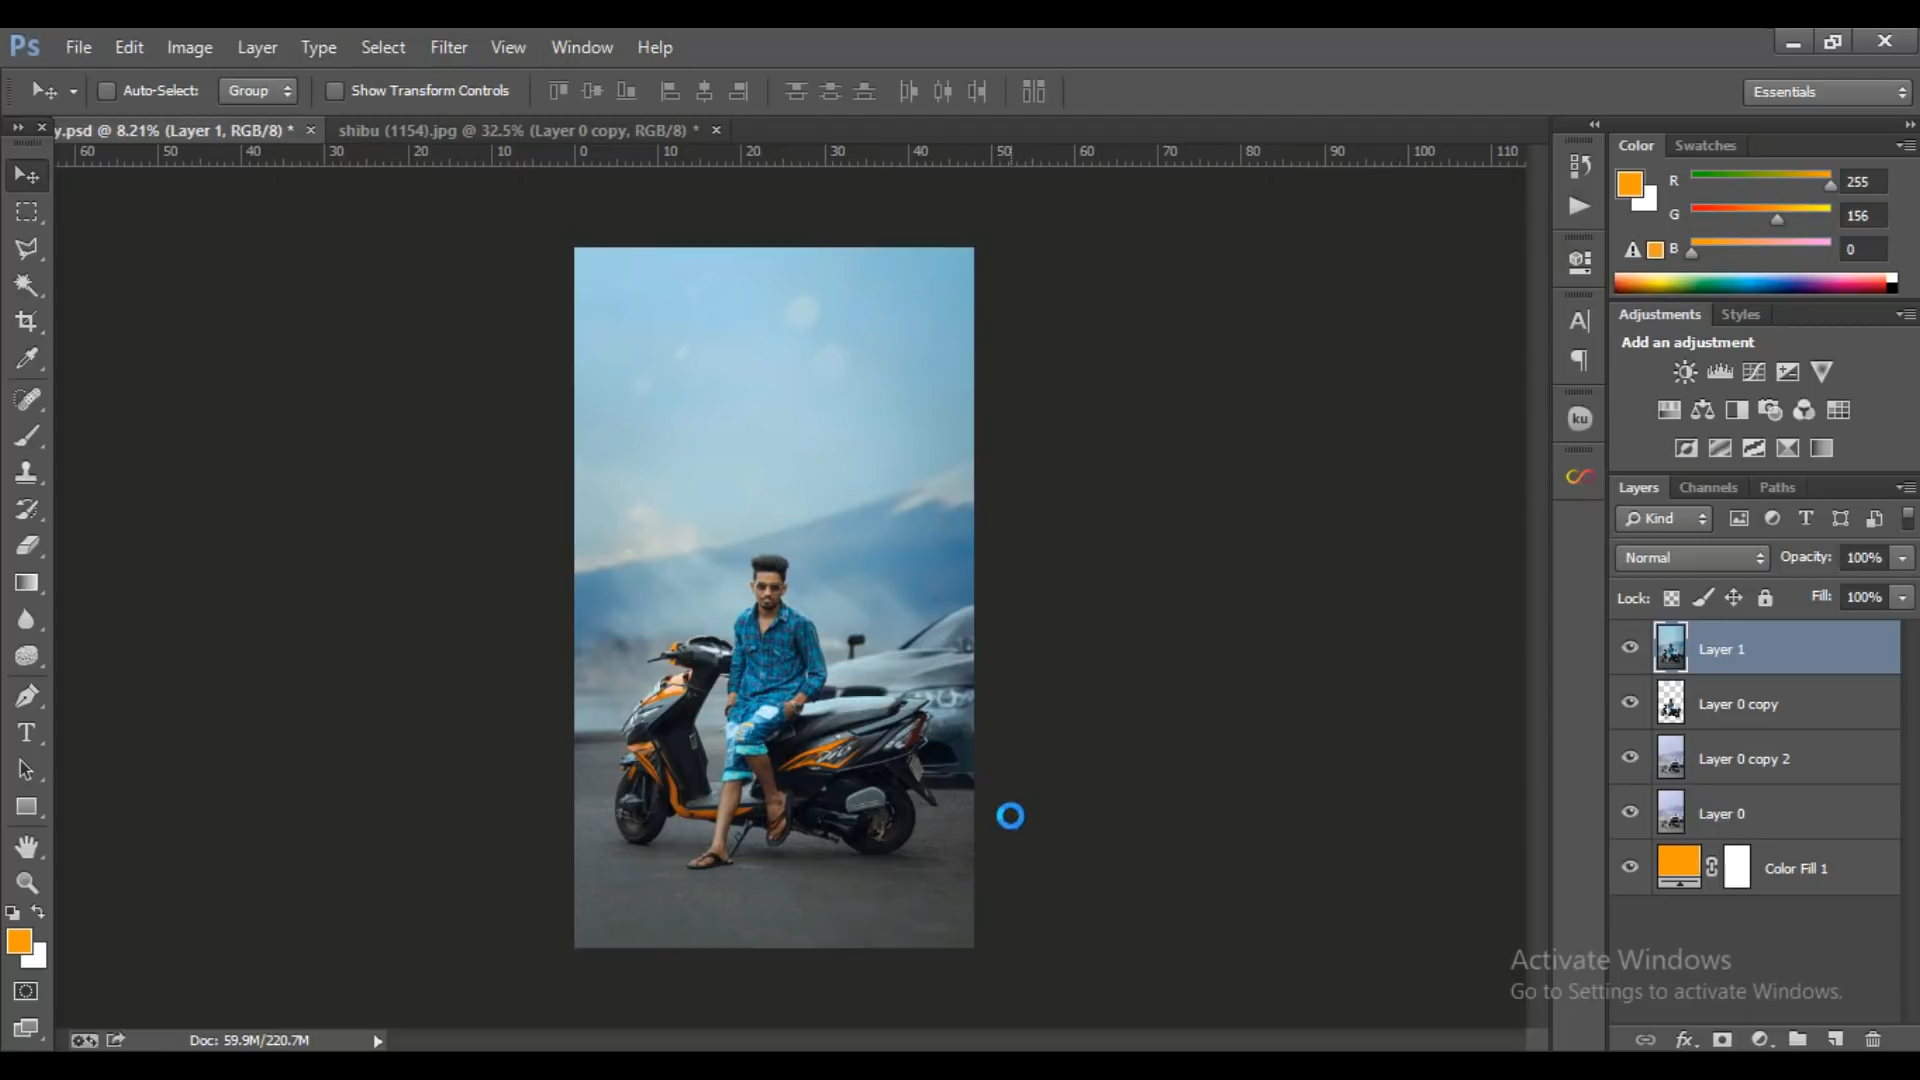 Ps File Edit Image Layer Type Select Filter View Window Help
Auto-Select: Group Show Transform Controls Essentials
y.psd @ 8.21% (Layer 1, RGB/8) * shibu (1154).jpg @ 32.5% (Layer 0 copy, RGB/8) *
60 50 40 30 20 10 0 10 20 30 40 50 60 70 80 90 100 110
Color Swatches
R 255
G 156
B 0
Adjustments Styles
Add an adjustment
ku
Layers Channels Paths
Kind
Normal Opacity: 100%
Lock: Fill: 100%
Layer 1
Layer 0 copy
Layer 0 copy 2
Layer 0
Color Fill 1
Activate Windows
Go to Settings to activate Windows.
Doc: 59.9M/220.7M